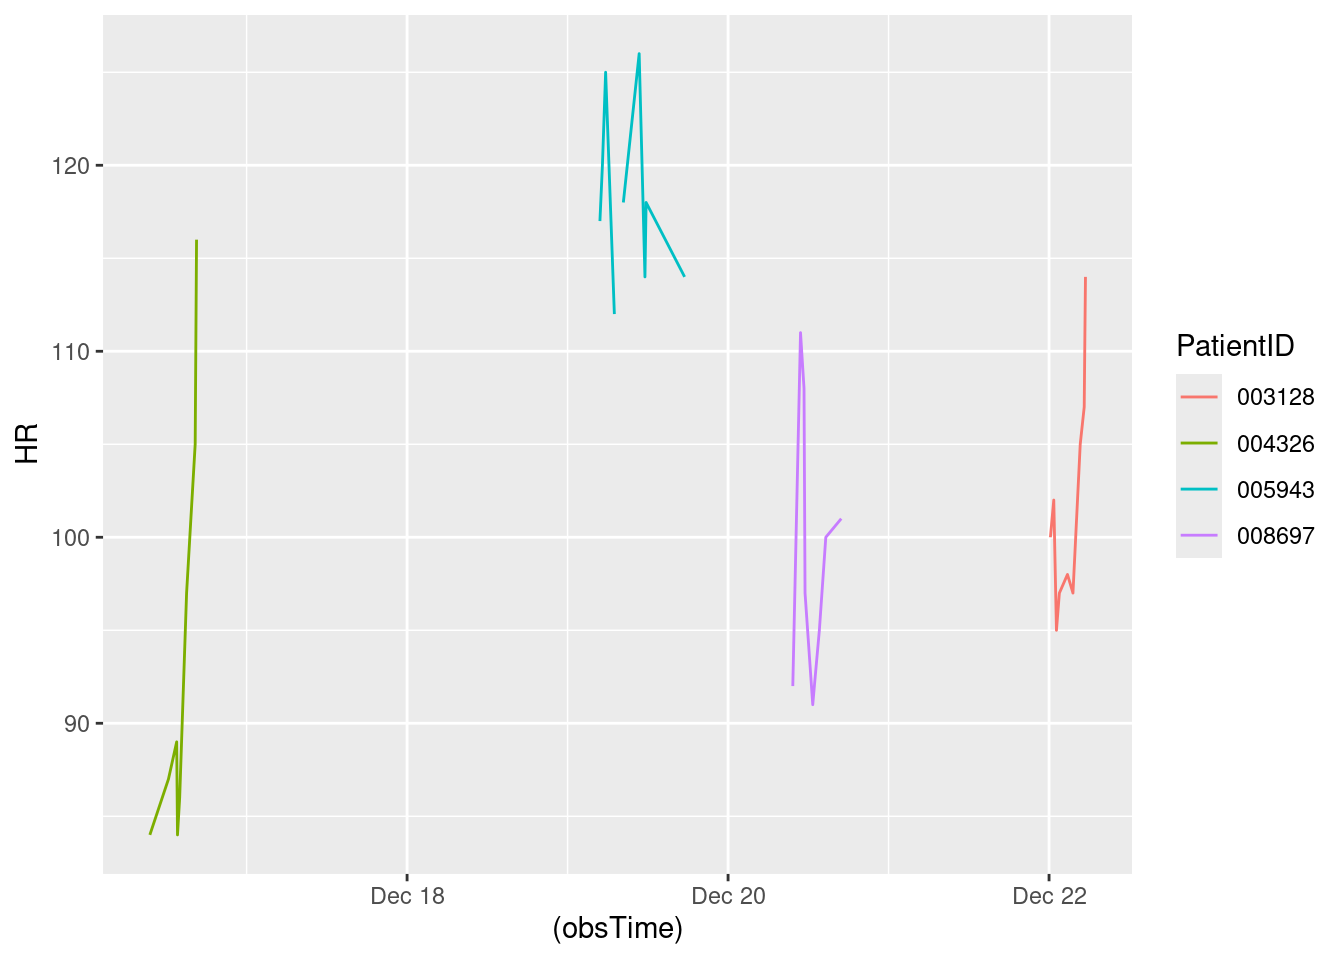 120
110
100
90
HR
Dec 18
Dec 20
Dec 22
(obsTime)
PatientID
003128
004326
005943
008697